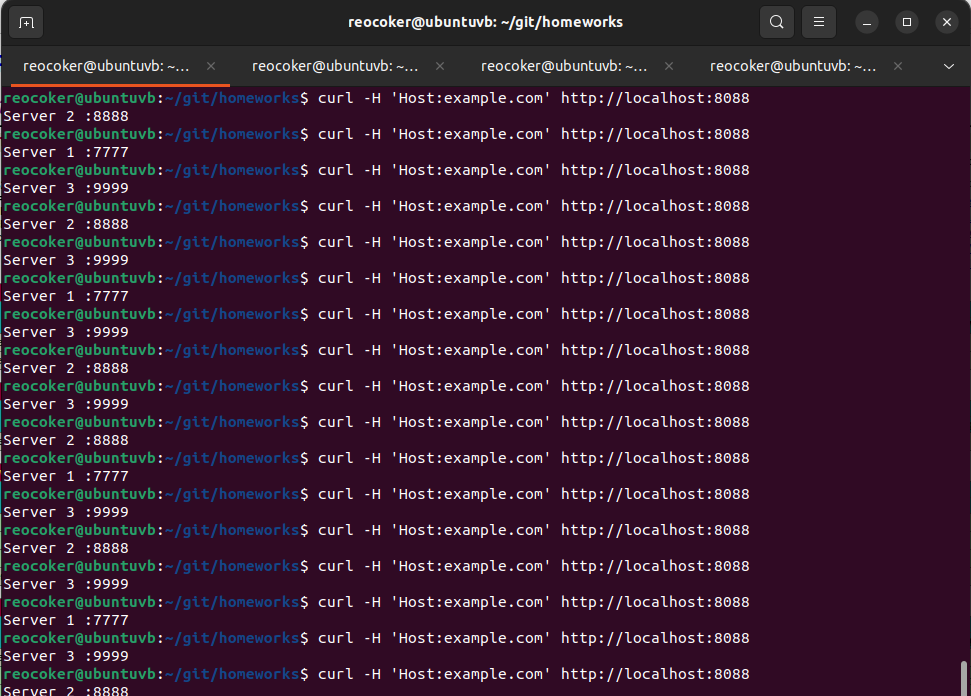 reocoker@ubuntuvb: ~/git/homeworks
reocoker@ubuntuvb: ~... reocoker@ubuntuvb: ~... reocoker@ubuntuvb: ~... reocoker@ubuntuvb: ~...
reocoker@ubuntuvb:~/git/homeworks$ curl -H 'Host:example.com' http://localhost:8088
Server 2 :8888
reocoker@ubuntuvb:~/git/homeworks$ curl -H 'Host:example.com' http://localhost:8088
Server 1 :7777
reocoker@ubuntuvb:~/git/homeworks$ curl -H 'Host:example.com' http://localhost:8088
Server 3 :9999
reocoker@ubuntuvb:~/git/homeworks$ curl -H 'Host:example.com' http://localhost:8088
Server 2 :8888
reocoker@ubuntuvb:~/git/homeworks$ curl -H 'Host:example.com' http://localhost:8088
Server 3 :9999
reocoker@ubuntuvb:~/git/homeworks$ curl -H 'Host:example.com' http://localhost:8088
Server 1 :7777
reocoker@ubuntuvb:~/git/homeworks$ curl -H 'Host:example.com' http://localhost:8088
Server 3 :9999
reocoker@ubuntuvb:~/git/homeworks$ curl -H 'Host:example.com' http://localhost:8088
Server 2 :8888
reocoker@ubuntuvb:~/git/homeworks$ curl -H 'Host:example.com' http://localhost:8088
Server 3 :9999
reocoker@ubuntuvb:~/git/homeworks$ curl -H 'Host:example.com' http://localhost:8088
Server 2 :8888
reocoker@ubuntuvb:~/git/homeworks$ curl -H 'Host:example.com' http://localhost:8088
Server 1 :7777
reocoker@ubuntuvb:~/git/homeworks$ curl -H 'Host:example.com' http://localhost:8088
Server 3 :9999
reocoker@ubuntuvb:~/git/homeworks$ curl -H 'Host:example.com' http://localhost:8088
Server 2 :8888
reocoker@ubuntuvb:~/git/homeworks$ curl -H 'Host:example.com' http://localhost:8088
Server 3 :9999
reocoker@ubuntuvb:~/git/homeworks$ curl -H 'Host:example.com' http://localhost:8088
Server 1 :7777
reocoker@ubuntuvb:~/git/homeworks$ curl -H 'Host:example.com' http://localhost:8088
Server 3 :9999
reocoker@ubuntuvb:~/git/homeworks$ curl -H 'Host:example.com' http://localhost:8088
Server 2 :8888